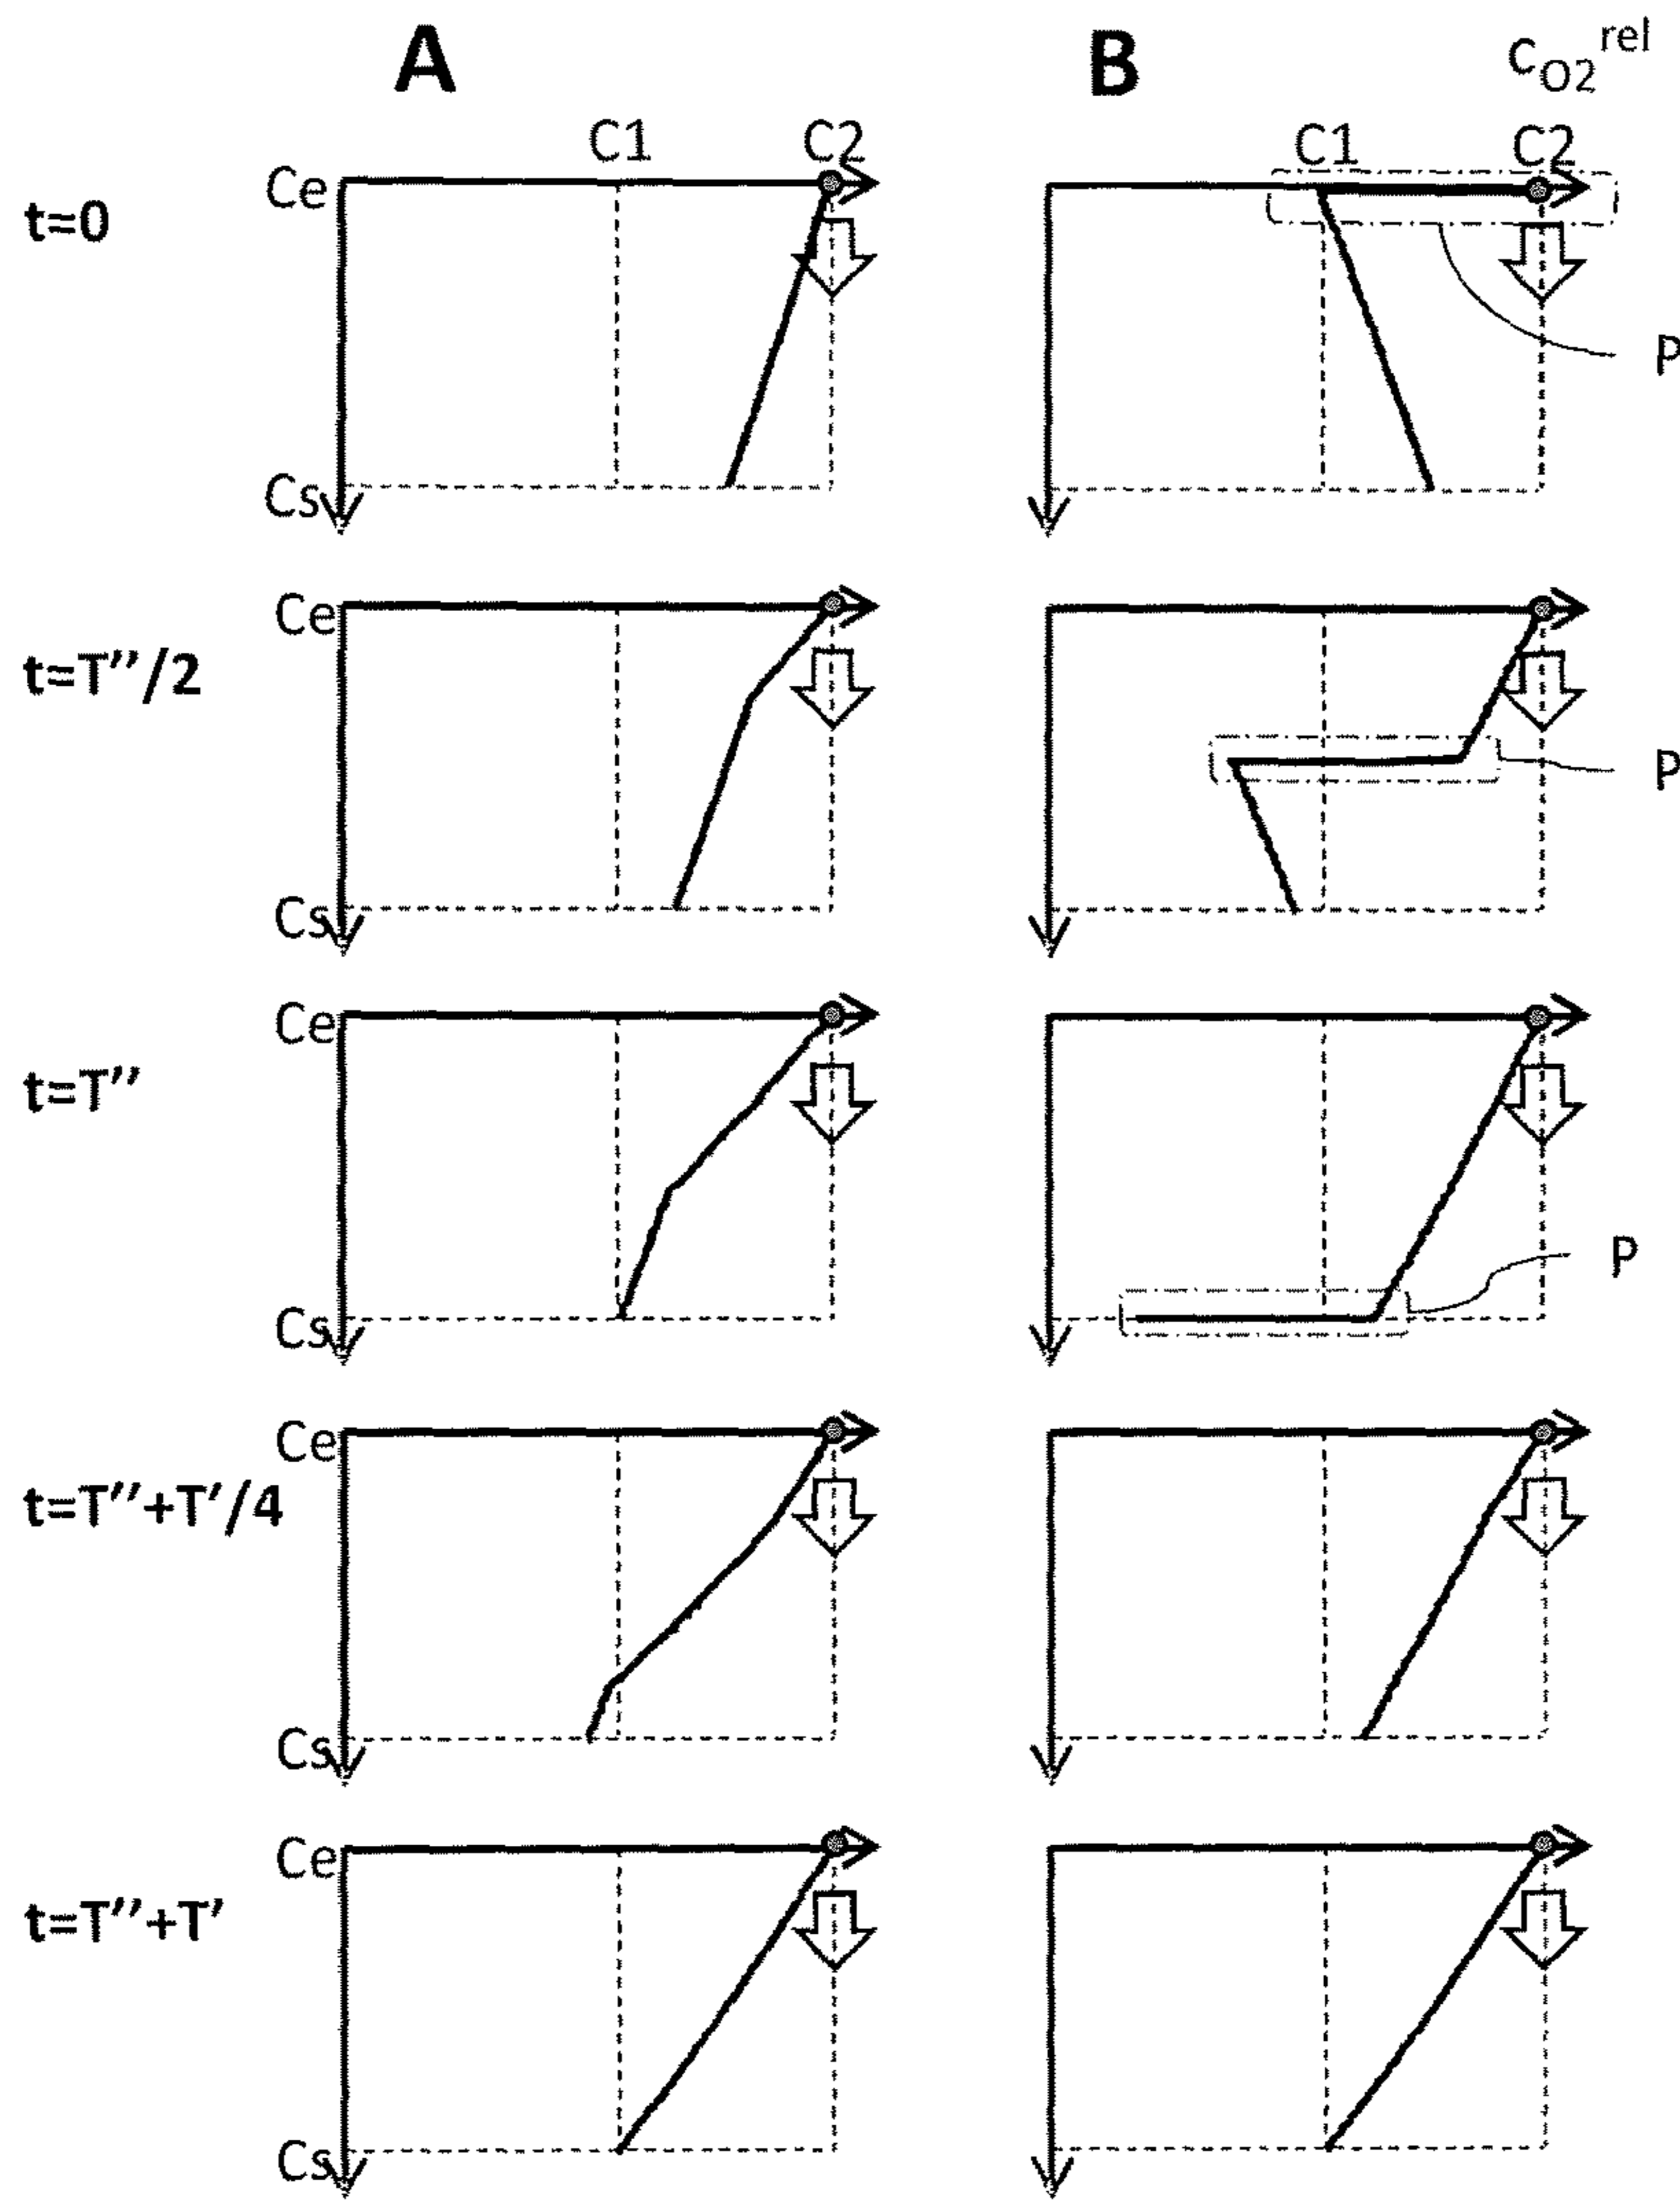 A B c_O2^rel
C1 C2 C1 C2
Ce
t=0
P
Cs
Ce
t=T″/2
P
Cs
Ce
t=T″
P
Cs
Ce
t=T″+T′/4
Cs
Ce
t=T″+T′
Cs